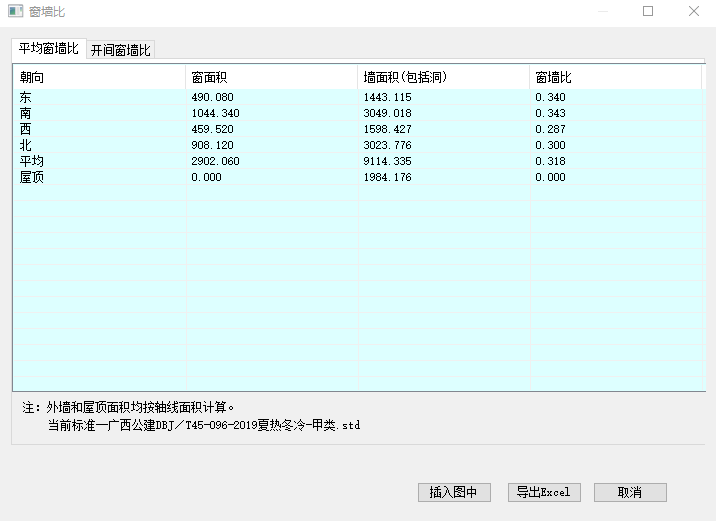 窗墙比
平均窗墙比 开间窗墙比
朝向 窗面积 墙面积(包括洞) 窗墙比
东 490.080 1443.115 0.340
南 1044.340 3049.018 0.343
西 459.520 1598.427 0.287
北 908.120 3023.776 0.300
平均 2902.060 9114.335 0.318
屋顶 0.000 1984.176 0.000
注：外墙和屋顶面积均按轴线面积计算。
当前标准—广西公建DBJ／T45-096-2019夏热冬冷-甲类.std
插入图中 导出Excel 取消